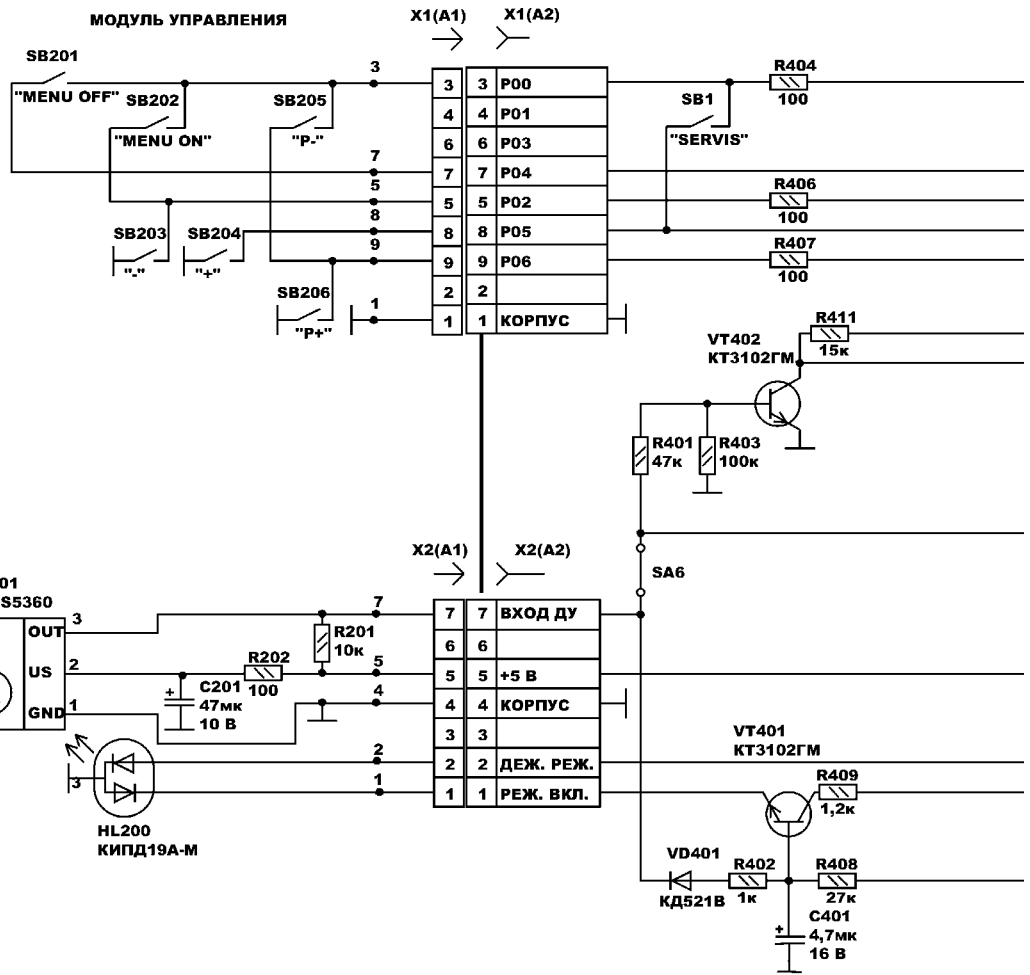 МОДУЛЬ УПРАВЛЕНИЯ
X1(A1)
X1(A2)
SB201
"MENU OFF"
SB202
"MENU ON"
SB205
"P-"
3
7
5
8
9
1
SB203
"-"
SB204
"+"
SB206
"P+"
3 3 P00
4 4 P01
6 6 P03
7 7 P04
5 5 P02
8 8 P05
9 9 P06
2 2
1 1 КОРПУС
SB1
"SERVIS"
R404
100
R406
100
R407
100
R411
15к
VT402
КТ3102ГМ
R401
47к
R403
100к
SA6
X2(A1)
X2(A2)
01
S5360
OUT 3
US 2
GND 1
R201
10к
R202
100
C201
+
47мк
10 В
7
5
4
2
1
7 7 ВХОД ДУ
6 6
5 5 +5 В
4 4 КОРПУС
3 3
2 2 ДЕЖ. РЕЖ.
1 1 РЕЖ. ВКЛ.
3
HL200
КИПД19А-М
VT401
КТ3102ГМ
R409
1,2к
VD401
КД521В
R402
1к
R408
27к
C401
+
4,7мк
16 В